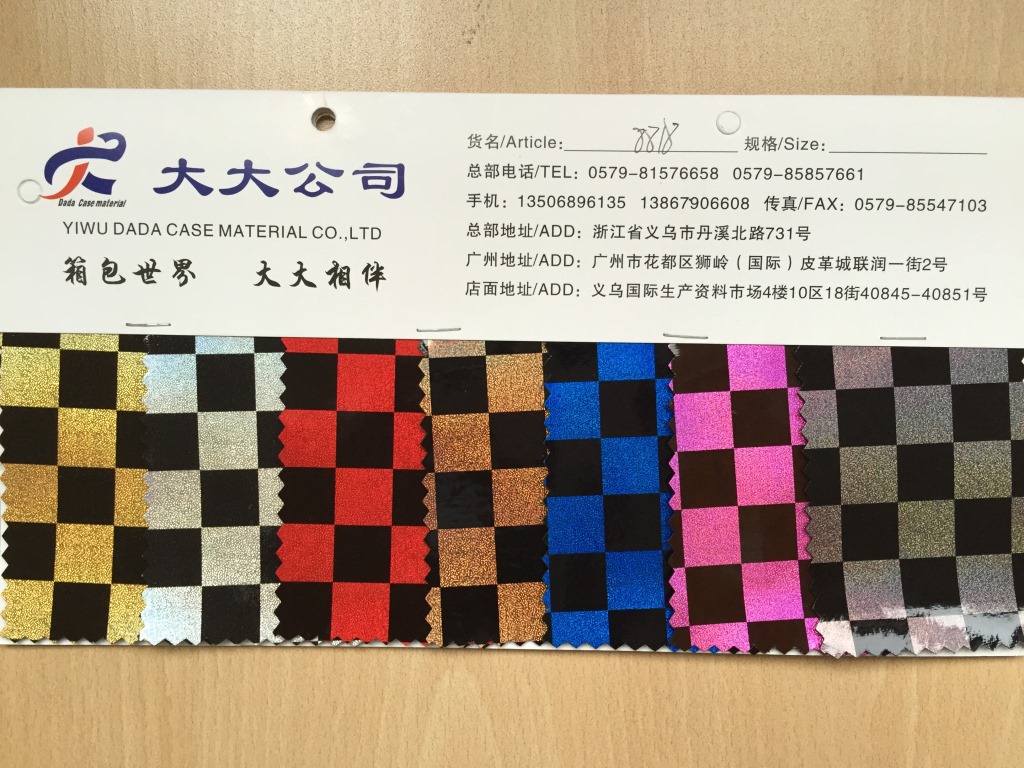 Dada Case material
大大公司
YIWU DADA CASE MATERIAL CO.,LTD
箱包世界 大大相伴
货名/Article: 8818 规格/Size:
总部电话/TEL: 0579-81576658 0579-85857661
手机: 13506896135 13867906608 传真/FAX: 0579-85547103
总部地址/ADD: 浙江省义乌市丹溪北路731号
广州地址/ADD: 广州市花都区狮岭(国际)皮革城联润一街2号
店面地址/ADD: 义乌国际生产资料市场4楼10区18街40845-40851号